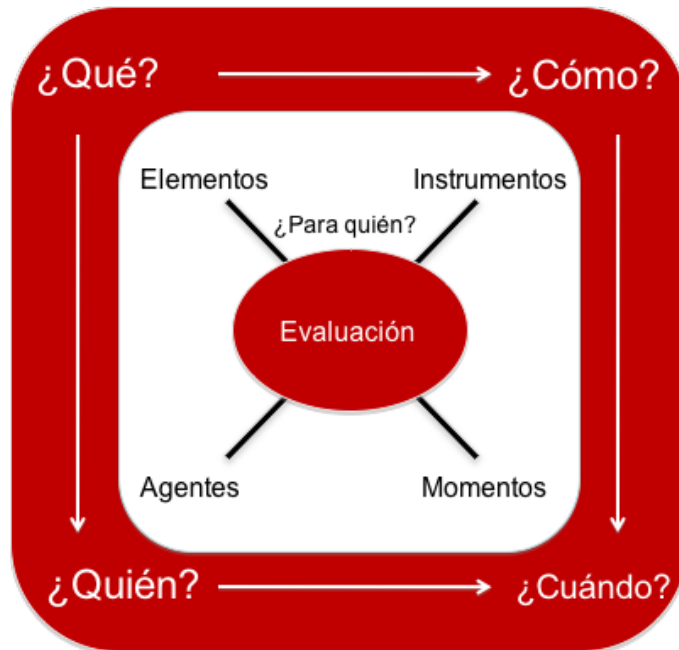 ¿Qué?
¿Cómo?
Elementos
Instrumentos
¿Para quién?
Evaluación
Agentes
Momentos
¿Quién?
¿Cuándo?